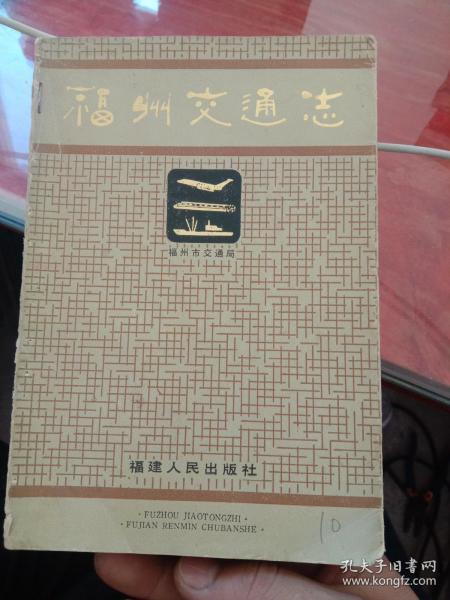 福州交通志
福州市交通局
福建人民出版社
·FUZHOU JIAOTONGZHI·
·FUJIAN RENMIN CHUBANSHE·
10
孔夫子旧书网
www.kongfz.com